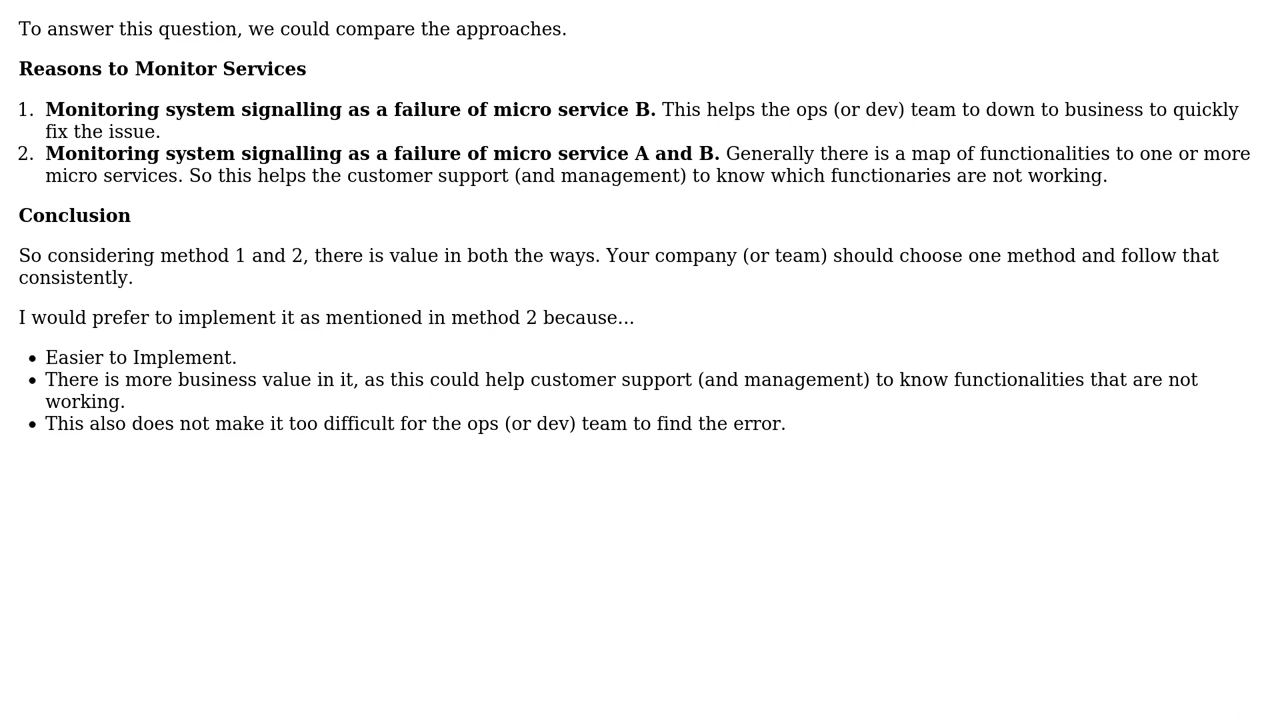 To answer this question, we could compare the approaches.
Reasons to Monitor Services
1. Monitoring system signalling as a failure of micro service B. This helps the ops (or dev) team to down to business to quickly
fix the issue.
2. Monitoring system signalling as a failure of micro service A and B. Generally there is a map of functionalities to one or more
micro services. So this helps the customer support (and management) to know which functionaries are not working.
Conclusion
So considering method 1 and 2, there is value in both the ways. Your company (or team) should choose one method and follow that
consistently.
I would prefer to implement it as mentioned in method 2 because...
• Easier to Implement.
• There is more business value in it, as this could help customer support (and management) to know functionalities that are not
working.
• This also does not make it too difficult for the ops (or dev) team to find the error.